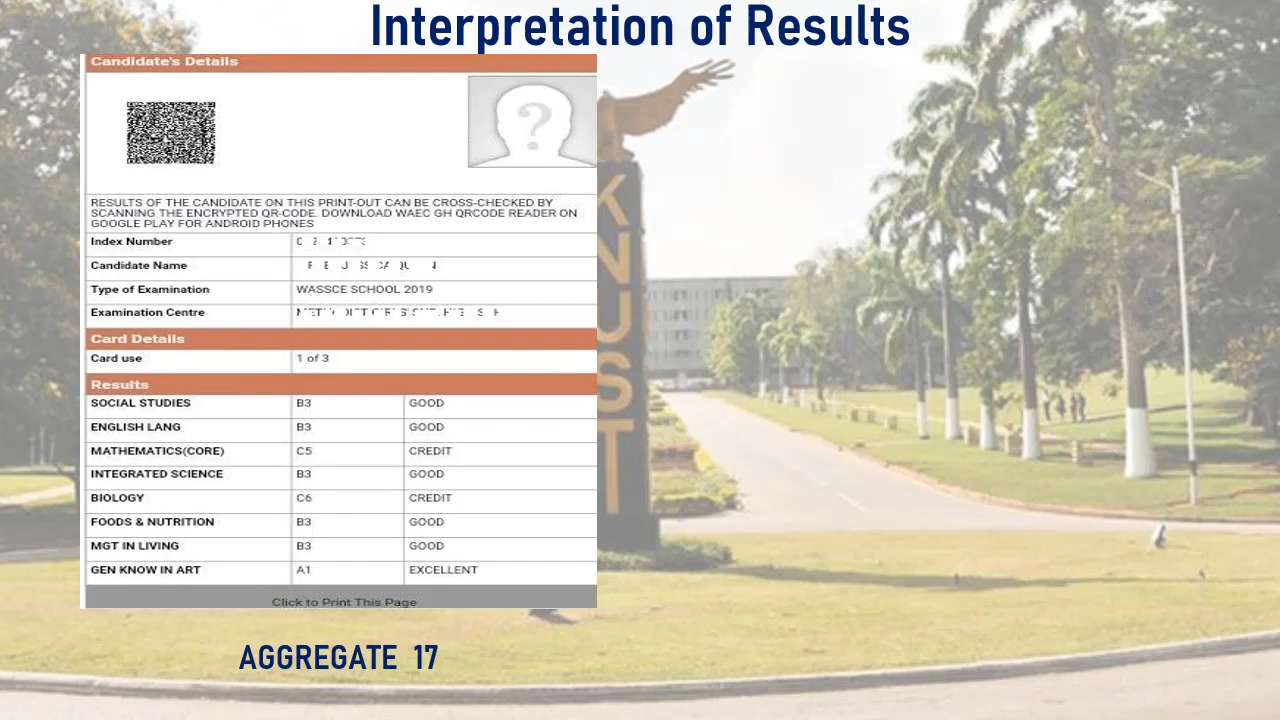 Interpretation of Results
Candidate's Details
RESULTS OF THE CANDIDATE ON THIS PRINT-OUT CAN BE CROSS-CHECKED BY
SCANNING THE ENCRYPTED QR-CODE. DOWNLOAD WAEC GH QRCODE READER ON
GOOGLE PLAY FOR ANDROID PHONES
Index Number
Candidate Name
Type of Examination WASSCE SCHOOL 2019
Examination Centre
Card Details
Card use 1 of 3
Results
SOCIAL STUDIES B3 GOOD
ENGLISH LANG B3 GOOD
MATHEMATICS(CORE) C5 CREDIT
INTEGRATED SCIENCE B3 GOOD
BIOLOGY C6 CREDIT
FOODS & NUTRITION B3 GOOD
MGT IN LIVING B3 GOOD
GEN KNOW IN ART A1 EXCELLENT
Click to Print This Page
KNUST
AGGREGATE 17